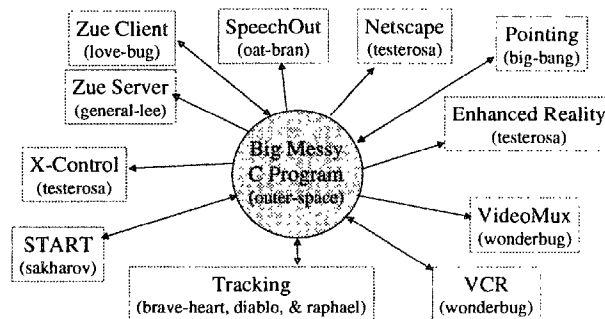 Zue Client
(love-bug)
SpeechOut
(oat-bran)
Netscape
(testerosa)
Pointing
(big-bang)
Zue Server
(general-lee)
Enhanced Reality
(testerosa)
X-Control
(testerosa)
Big Messy
C Program
(outer-space)
START
(sakharov)
VideoMux
(wonderbug)
Tracking
(brave-heart, diablo, & raphael)
VCR
(wonderbug)